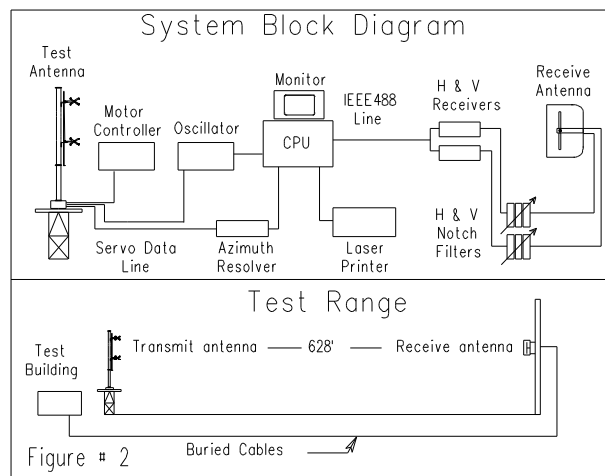 System Block Diagram
Test
Antenna
Motor
Controller
Oscillator
Monitor
CPU
IEEE488
Line
H & V
Receivers
Receive
Antenna
Servo Data
Line
Azimuth
Resolver
Laser
Printer
H & V
Notch
Filters
Test Range
Test
Building
Transmit antenna
628'
Receive antenna
Buried Cables
Figure # 2